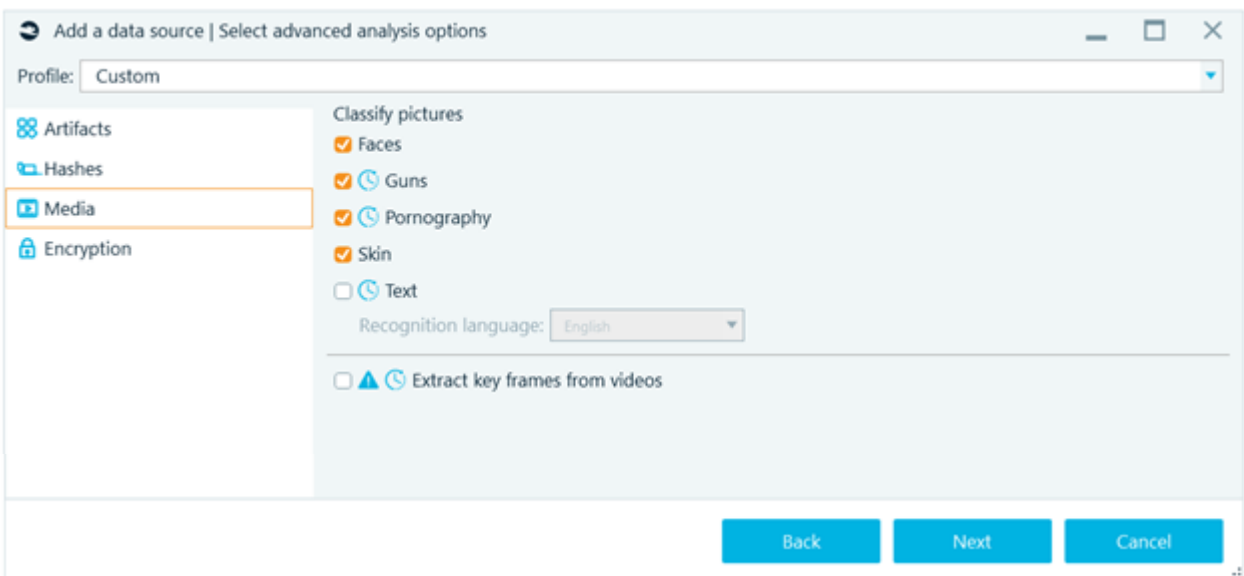 Add a data source | Select advanced analysis options
Profile: Custom
Artifacts
Hashes
Media
Encryption
Classify pictures
Faces
Guns
Pornography
Skin
Text
Recognition language: English
Extract key frames from videos
Back Next Cancel